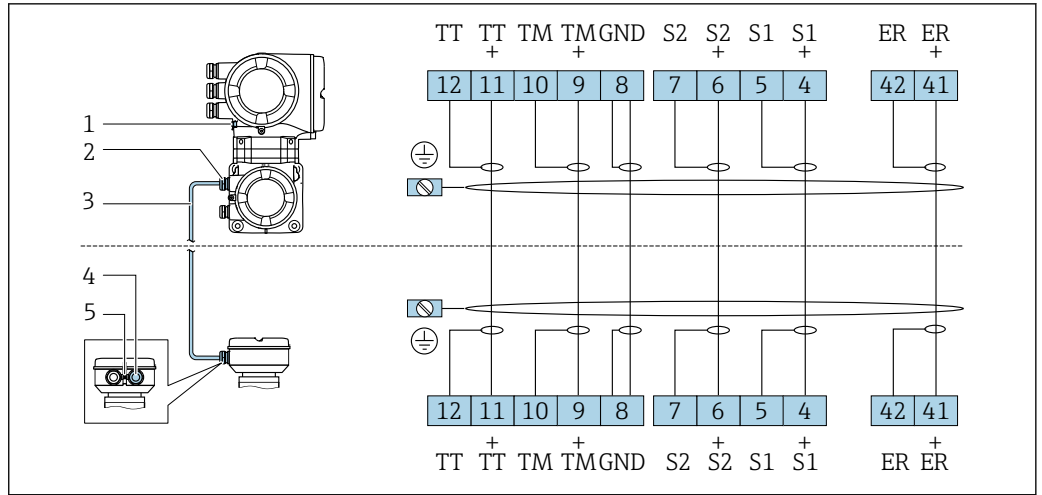 TT TT TM TM GND S2 S2 S1 S1 ER ER
+ + + + +
12 11 10 9 8 7 6 5 4 42 41
1
2
3
4
5
12 11 10 9 8 7 6 5 4 42 41
+ + + + +
TT TT TM TM GND S2 S2 S1 S1 ER ER